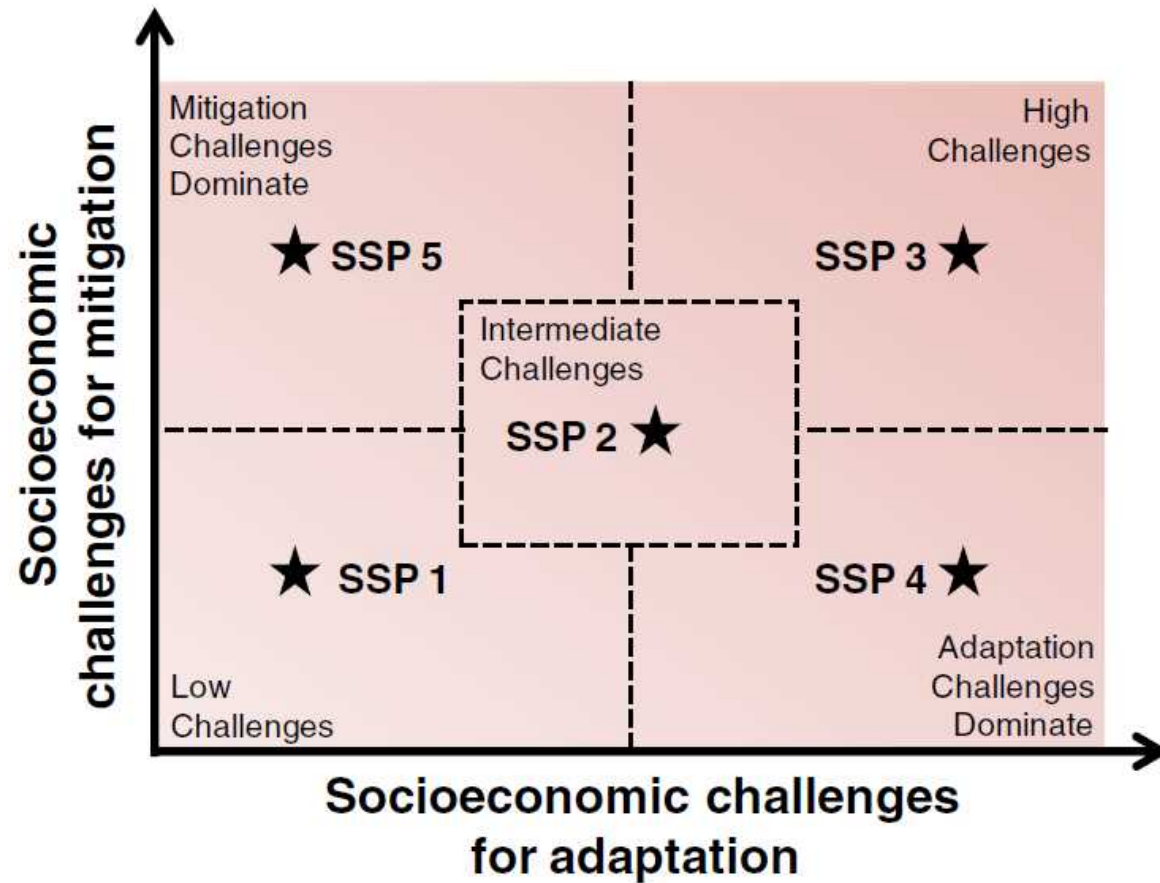 Socioeconomic
challenges for mitigation
Mitigation
Challenges
Dominate
High
Challenges
SSP 5
SSP 3
Intermediate
Challenges
SSP 2
SSP 1
SSP 4
Low
Challenges
Adaptation
Challenges
Dominate
Socioeconomic challenges
for adaptation